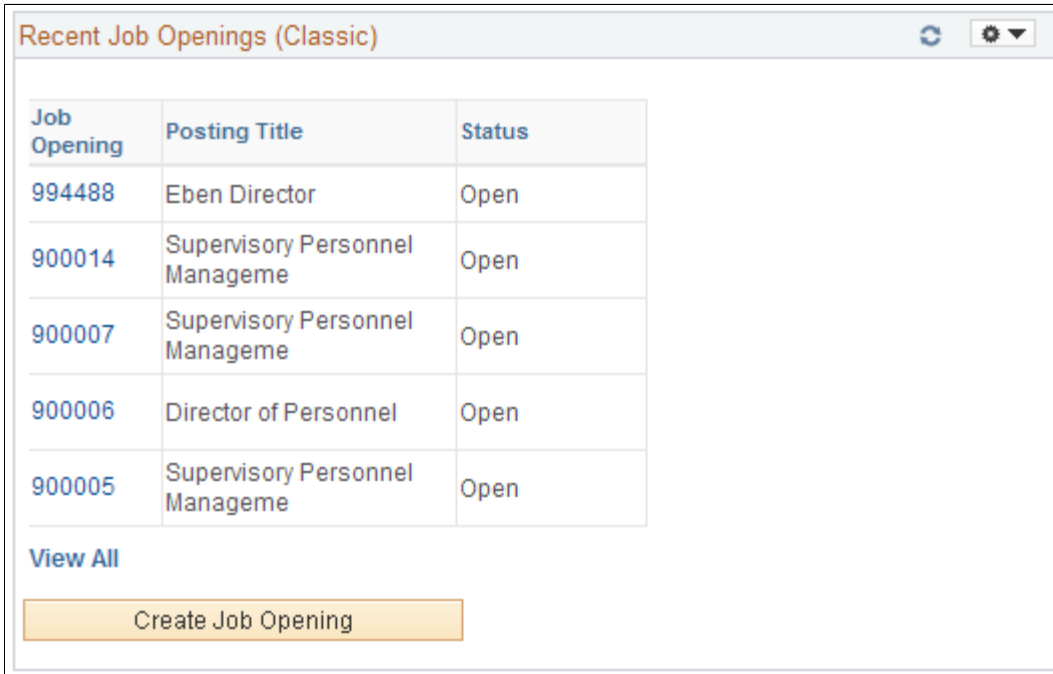 Recent Job Openings (Classic)
Job Opening Posting Title Status
994488 Eben Director Open
900014 Supervisory Personnel Manageme Open
900007 Supervisory Personnel Manageme Open
900006 Director of Personnel Open
900005 Supervisory Personnel Manageme Open
View All
Create Job Opening